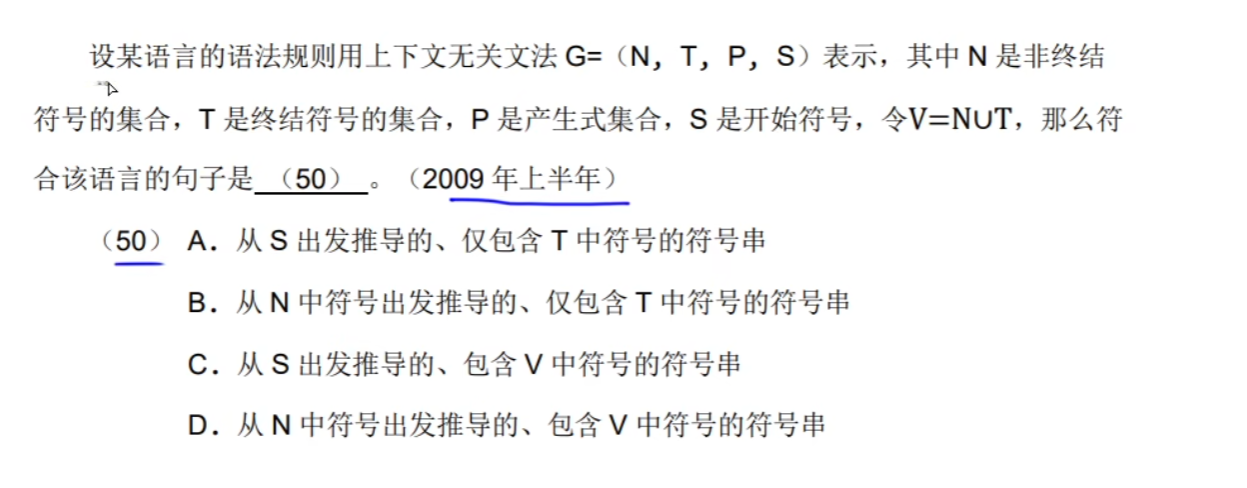 设某语言的语法规则用上下文无关文法 G=（N，T，P，S）表示，其中 N 是非终结
符号的集合，T 是终结符号的集合，P 是产生式集合，S 是开始符号，令V=N∪T，那么符
合该语言的句子是 （50） 。（2009 年上半年）
（50） A．从 S 出发推导的、仅包含 T 中符号的符号串
B．从 N 中符号出发推导的、仅包含 T 中符号的符号串
C．从 S 出发推导的、包含 V 中符号的符号串
D．从 N 中符号出发推导的、包含 V 中符号的符号串